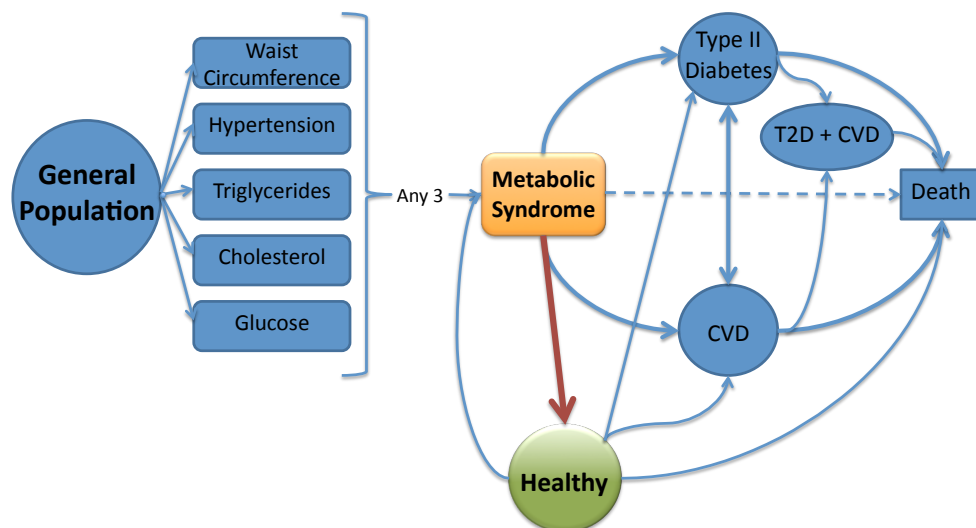 General
Population
Waist
Circumference
Hypertension
Triglycerides
Cholesterol
Glucose
Any 3
Metabolic
Syndrome
Type II
Diabetes
T2D + CVD
Death
CVD
Healthy